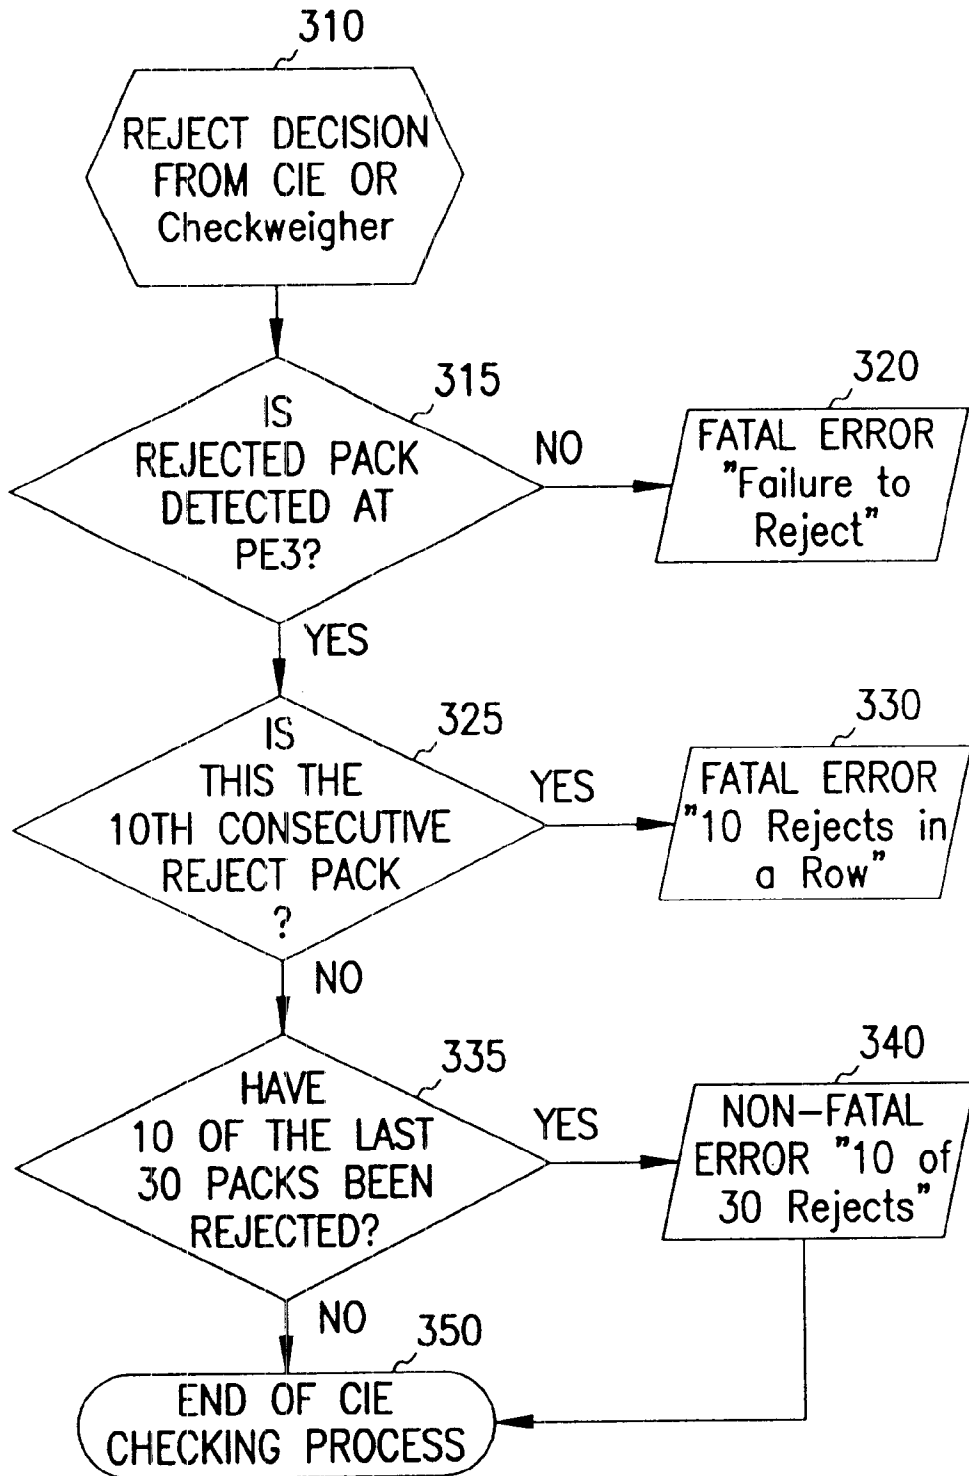 310
REJECT DECISION
FROM CIE OR
Checkweigher
315
IS
REJECTED PACK
DETECTED AT
PE3?
NO
320
FATAL ERROR
"Failure to
Reject"
YES
325
IS
THIS THE
10TH CONSECUTIVE
REJECT PACK
?
YES
330
FATAL ERROR
"10 Rejects in
a Row"
NO
335
HAVE
10 OF THE LAST
30 PACKS BEEN
REJECTED?
YES
340
NON-FATAL
ERROR "10 of
30 Rejects"
NO
350
END OF CIE
CHECKING PROCESS